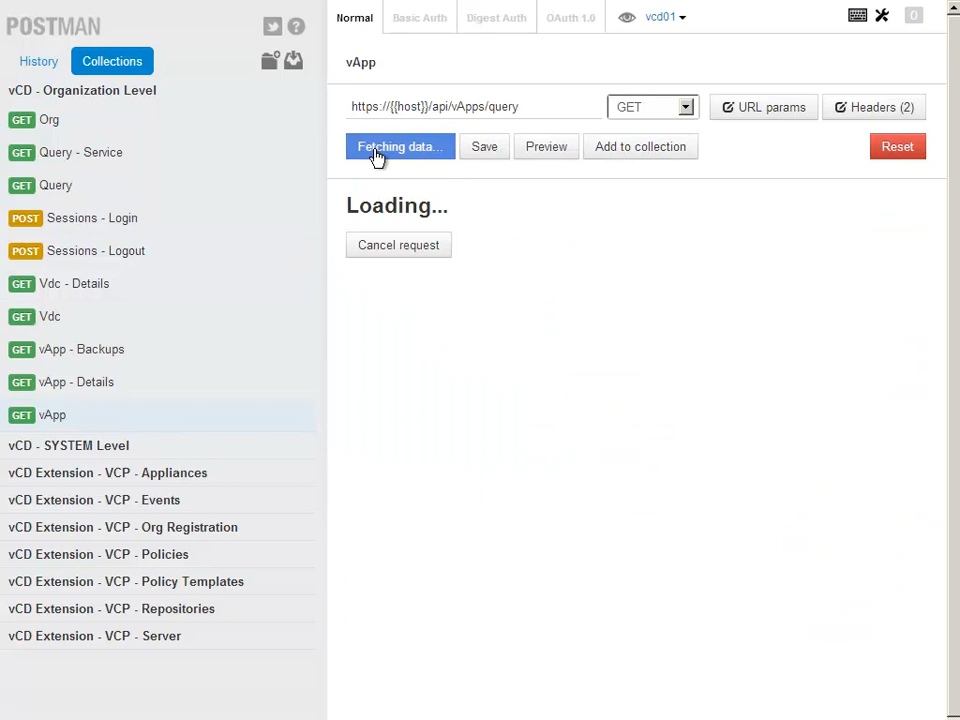 POSTMAN
Normal
Basic Auth
Digest Auth
OAuth 1.0
vcd01
0
History
Collections
vApp
vCD - Organization Level
GET Org
GET Query - Service
GET Query
POST Sessions - Login
POST Sessions - Logout
GET Vdc - Details
GET Vdc
GET vApp - Backups
GET vApp - Details
GET vApp
vCD - SYSTEM Level
vCD Extension - VCP - Appliances
vCD Extension - VCP - Events
vCD Extension - VCP - Org Registration
vCD Extension - VCP - Policies
vCD Extension - VCP - Policy Templates
vCD Extension - VCP - Repositories
vCD Extension - VCP - Server
https://{{host}}/api/vApps/query
GET
URL params
Headers (2)
Fetching data...
Save
Preview
Add to collection
Reset
Loading...
Cancel request